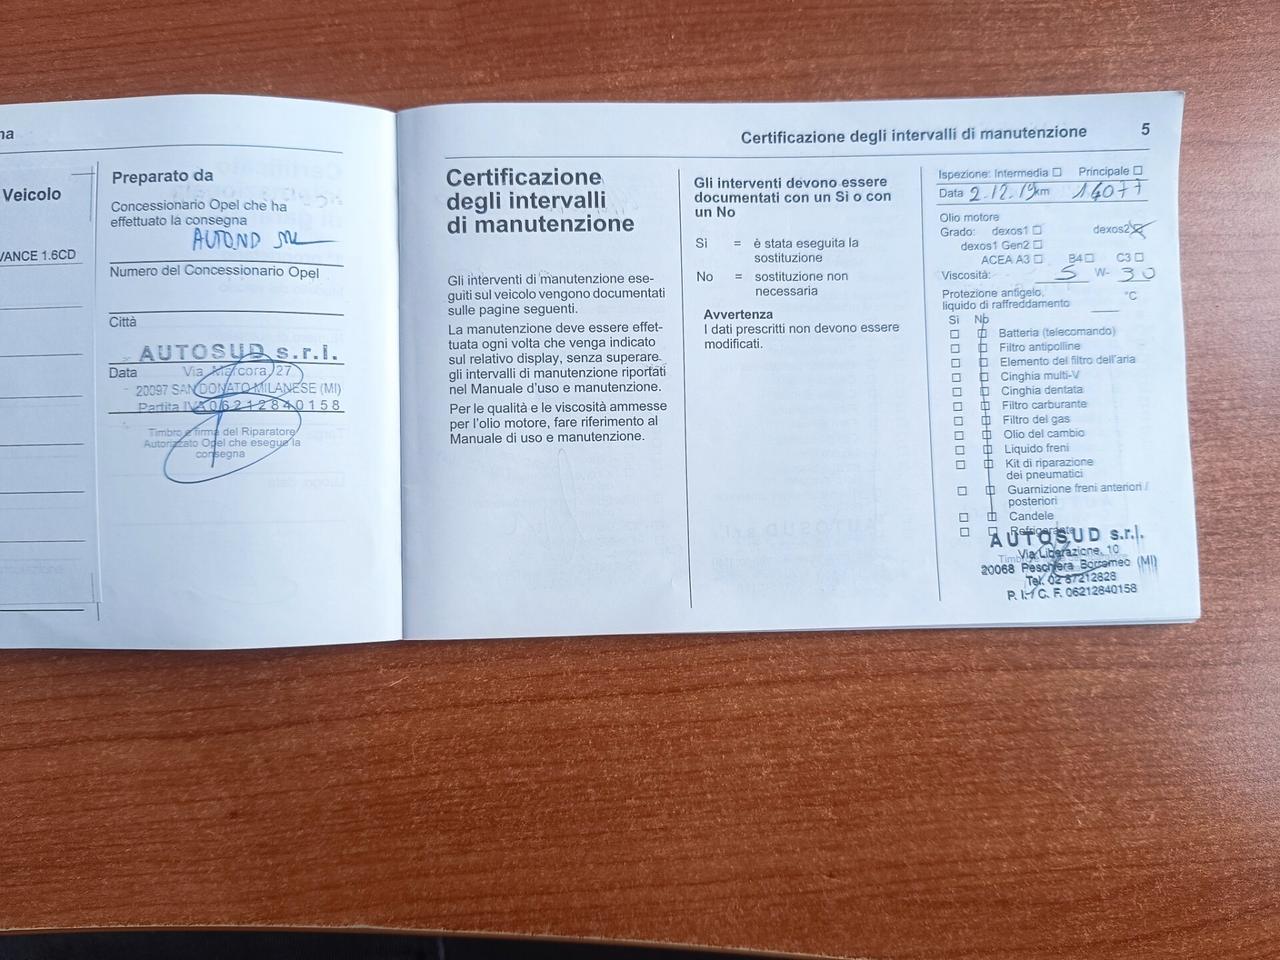 na
Veicolo
VANCE 1.6CD
Preparato da
Concessionario Opel che ha
effettuato la consegna
Numero del Concessionario Opel
Città
AUTOSUD s.r.l.
Data Via Marcora, 27
20097 SAN DONATO MILANESE (MI)
Partita IVA 06212840158
Timbro e firma del Riparatore
Autorizzato Opel che esegue la
consegna
Certificazione degli intervalli di manutenzione 5
Certificazione
degli intervalli
di manutenzione
Gli interventi di manutenzione ese-
guiti sul veicolo vengono documentati
sulle pagine seguenti.
La manutenzione deve essere effet-
tuata ogni volta che venga indicato
sul relativo display, senza superare
gli intervalli di manutenzione riportati
nel Manuale d'uso e manutenzione.
Per le qualità e le viscosità ammesse
per l'olio motore, fare riferimento al
Manuale di uso e manutenzione.
Gli interventi devono essere
documentati con un Sì o con
un No
Sì = è stata eseguita la
sostituzione
No = sostituzione non
necessaria
Avvertenza
I dati prescritti non devono essere
modificati.
Ispezione: Intermedia Principale
Data 2.12.19 km 14077
Olio motore
Grado: dexos1 dexos2
dexos1 Gen2
ACEA A3 B4 C3
Viscosità: 5 W- 30
Protezione antigelo,
liquido di raffreddamento °C
Sì No
Batteria (telecomando)
Filtro antipolline
Elemento del filtro dell'aria
Cinghia multi-V
Cinghia dentata
Filtro carburante
Filtro del gas
Olio del cambio
Liquido freni
Kit di riparazione
dei pneumatici
Guarnizione freni anteriori /
posteriori
Candele
Refrigerante
AUTOSUD s.r.l.
Via Liberazione, 10
20068 Peschiera Borromeo (MI)
Tel. 02 87212828
P. I. / C. F. 06212840158